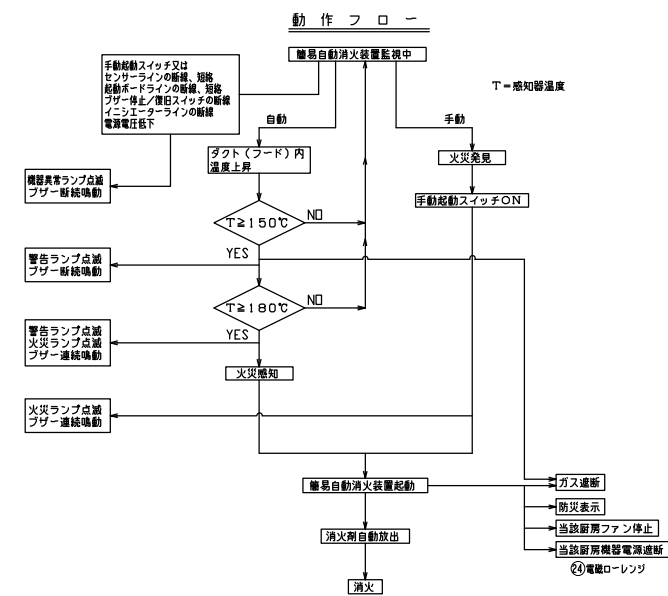 動作フロー
簡易自動消火装置監視中
手動起動スイッチ又は
センサーラインの断線、短絡
起動ボードラインの断線、短絡
ブザー停止/復旧スイッチの断線
イニシエーターラインの断線
電源電圧低下
T=感知器温度
自動
手動
ダクト(フード)内
温度上昇
火災発見
機器異常ランプ点滅
ブザー断続鳴動
手動起動スイッチON
T≧150℃
NO
YES
警告ランプ点滅
ブザー断続鳴動
T≧180℃
NO
YES
警告ランプ点滅
火災ランプ点滅
ブザー連続鳴動
火災感知
火災ランプ点滅
ブザー連続鳴動
簡易自動消火装置起動
ガス遮断
防災表示
消火剤自動放出
当該厨房ファン停止
当該厨房機器電源遮断
㉔電磁ローレンジ
消火